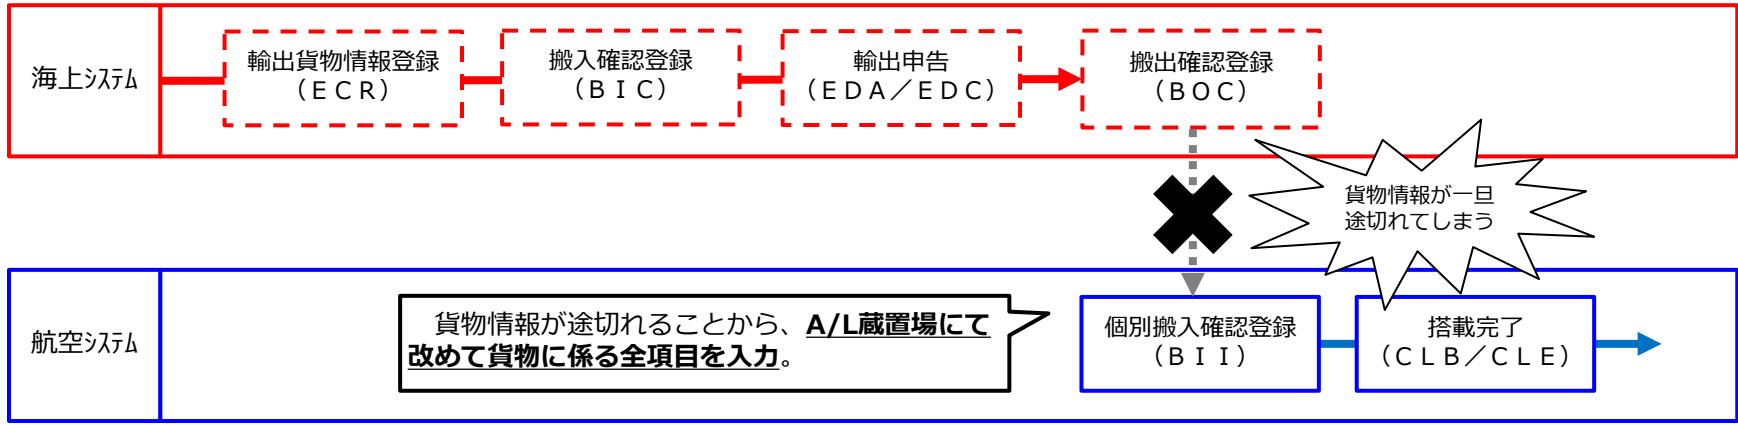 海上ｼｽﾃﾑ
輸出貨物情報登録
（ＥＣＲ）
搬入確認登録
（ＢＩＣ）
輸出申告
（ＥＤＡ／ＥＤＣ）
搬出確認登録
（ＢＯＣ）
貨物情報が一旦
途切れてしまう
航空ｼｽﾃﾑ
貨物情報が途切れることから、A/L蔵置場にて
改めて貨物に係る全項目を入力。
個別搬入確認登録
（ＢＩＩ）
搭載完了
（ＣＬＢ／ＣＬＥ）